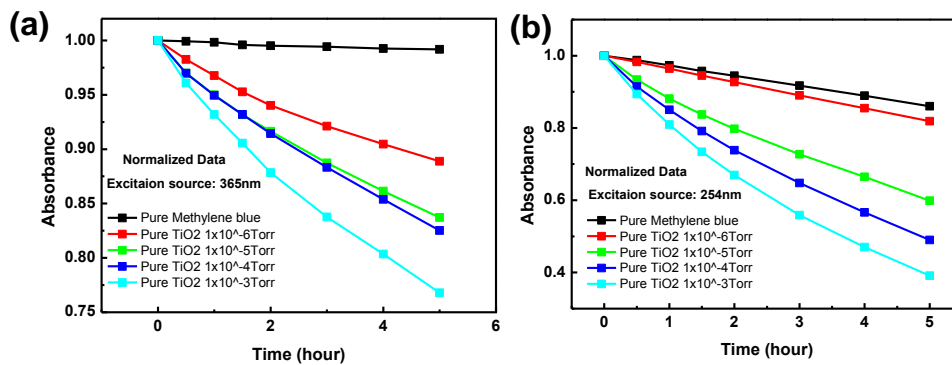 (a)
1.00
0.95
0.90
0.85
0.80
0.75
Absorbance
Normalized Data
Excitaion source: 365nm
Pure Methylene blue
Pure TiO2 1x10^-6Torr
Pure TiO2 1x10^-5Torr
Pure TiO2 1x10^-4Torr
Pure TiO2 1x10^-3Torr
0 2 4 6
Time (hour)
(b)
1.0
0.8
0.6
0.4
Absorbance
Normalized Data
Excitaion source: 254nm
Pure Methylene blue
Pure TiO2 1x10^-6Torr
Pure TiO2 1x10^-5Torr
Pure TiO2 1x10^-4Torr
Pure TiO2 1x10^-3Torr
0 1 2 3 4 5
Time (hour)